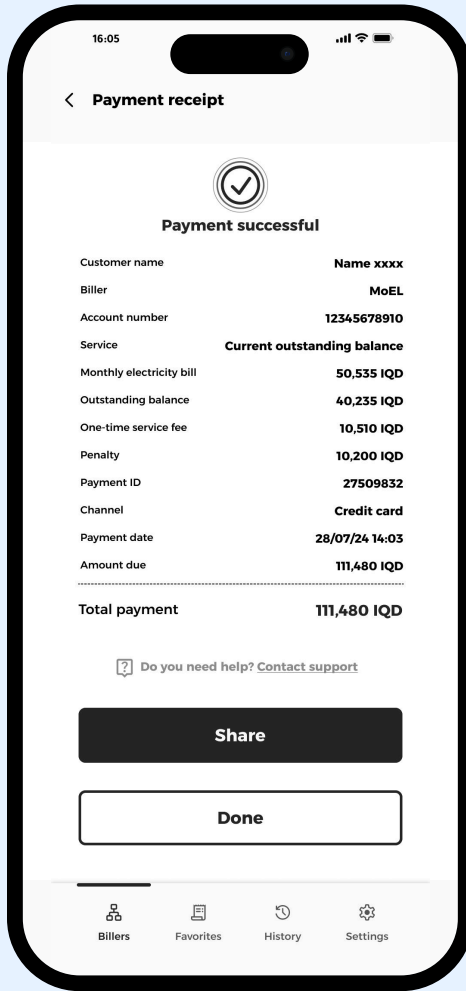 16:05
Payment receipt
Payment successful
Customer name Name xxxx
Biller MoEL
Account number 12345678910
Service Current outstanding balance
Monthly electricity bill 50,535 IQD
Outstanding balance 40,235 IQD
One-time service fee 10,510 IQD
Penalty 10,200 IQD
Payment ID 27509832
Channel Credit card
Payment date 28/07/24 14:03
Amount due 111,480 IQD
Total payment 111,480 IQD
? Do you need help? Contact support
Share
Done
Billers Favorites History Settings